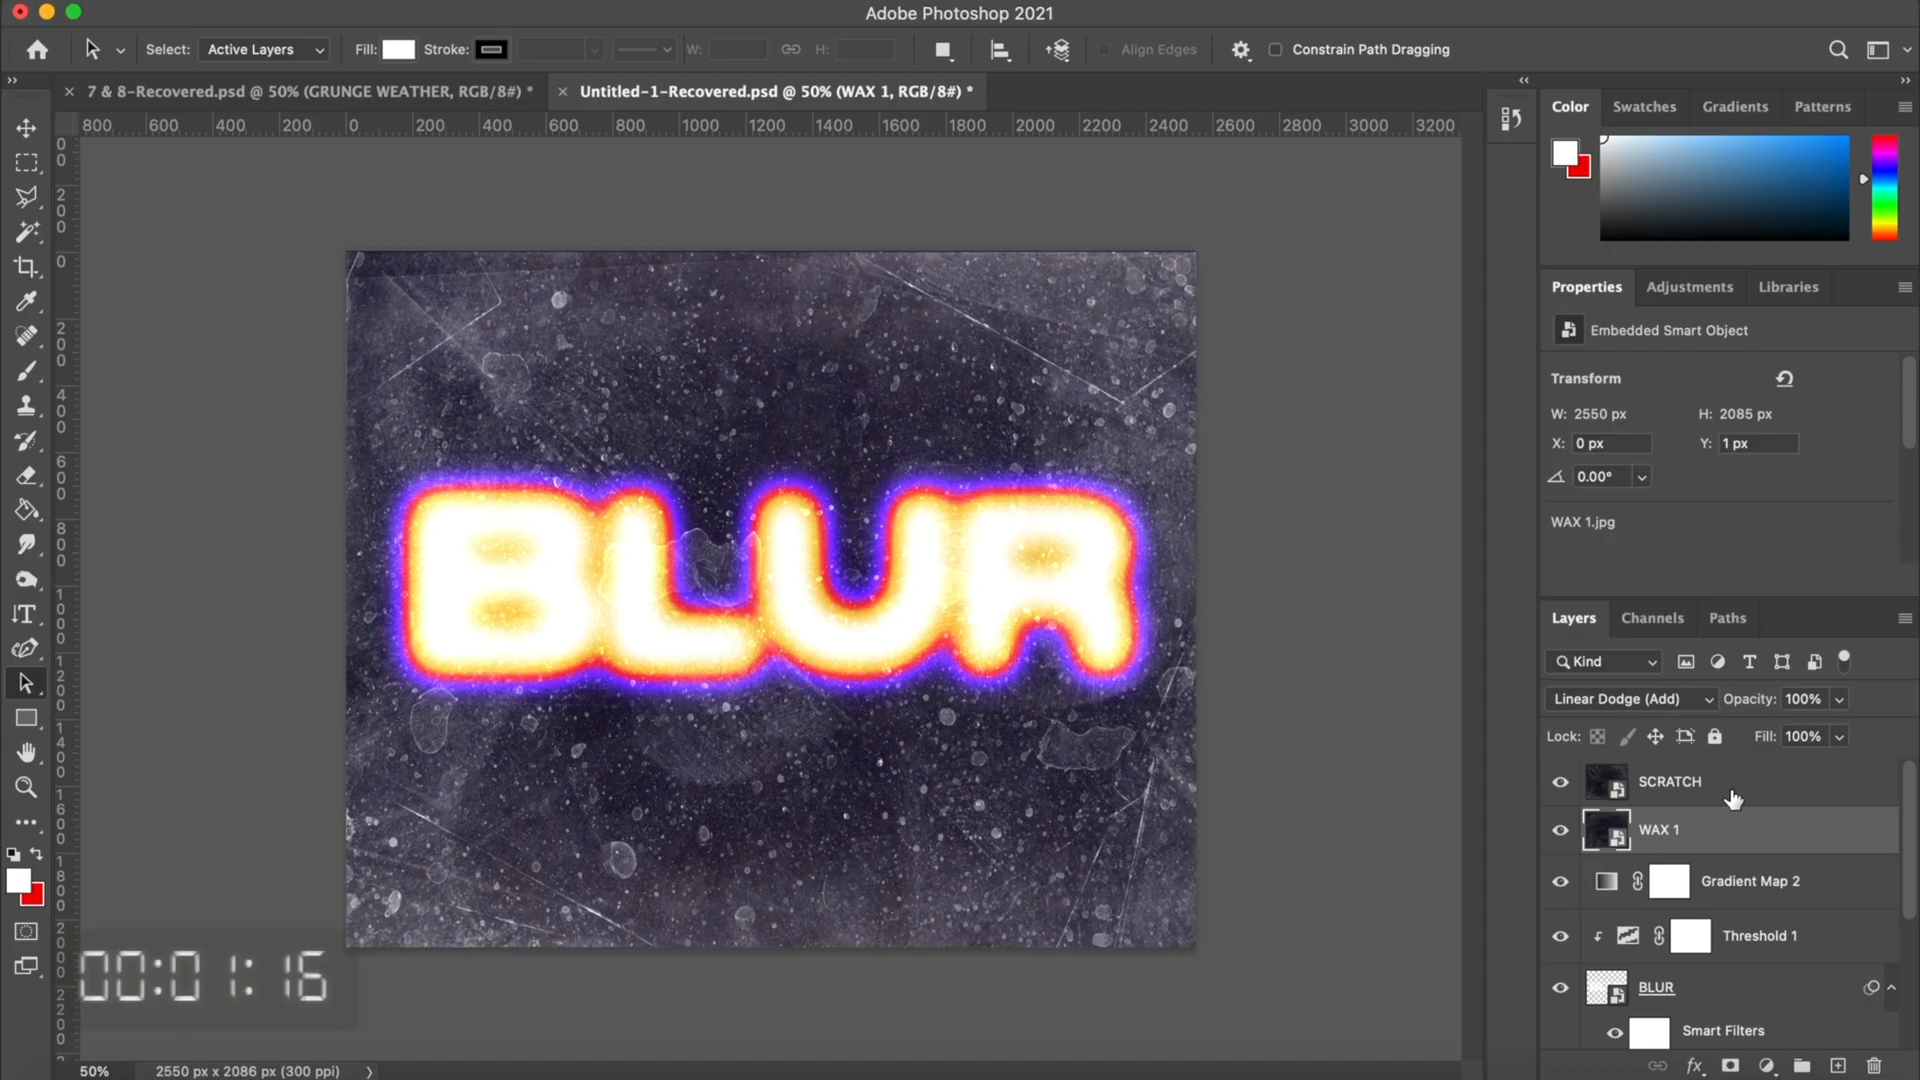 Adobe Photoshop 2021
Select: Active Layers Fill: Stroke: W: H: Align Edges Constrain Path Dragging
7 & 8-Recovered.psd @ 50% (GRUNGE WEATHER, RGB/8#) *
Untitled-1-Recovered.psd @ 50% (WAX 1, RGB/8#) *
800 600 400 200 0 200 400 600 800 1000 1200 1400 1600 1800 2000 2200 2400 2600 2800 3000 3200
Color Swatches Gradients Patterns
Properties Adjustments Libraries
Embedded Smart Object
Transform
W: 2550 px H: 2085 px
X: 0 px Y: 1 px
0.00°
WAX 1.jpg
BLUR
Layers Channels Paths
Kind
Linear Dodge (Add) Opacity: 100%
Lock: Fill: 100%
SCRATCH
WAX 1
Gradient Map 2
Threshold 1
BLUR
Smart Filters
00:01:16
50% 2550 px x 2086 px (300 ppi)